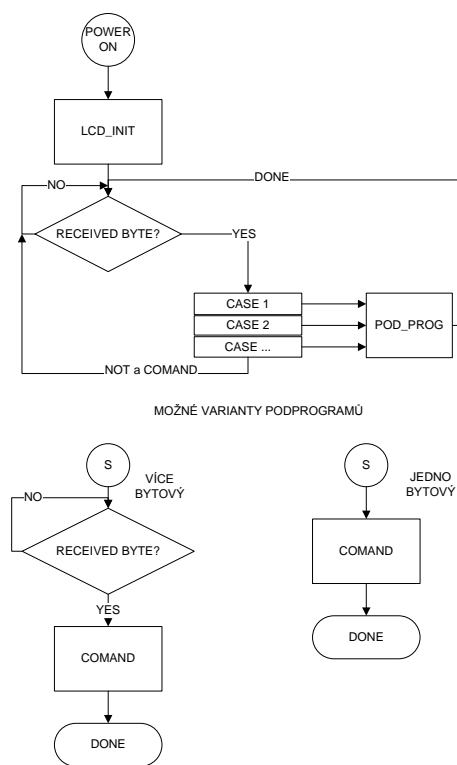 POWER
ON
LCD_INIT
NO
DONE
RECEIVED BYTE?
YES
CASE 1
CASE 2
POD_PROG
CASE ...
NOT a COMAND
MOŽNÉ VARIANTY PODPROGRAMŮ
S
VÍCE
BYTOVÝ
NO
RECEIVED BYTE?
YES
COMAND
DONE
S
JEDNO
BYTOVÝ
COMAND
DONE